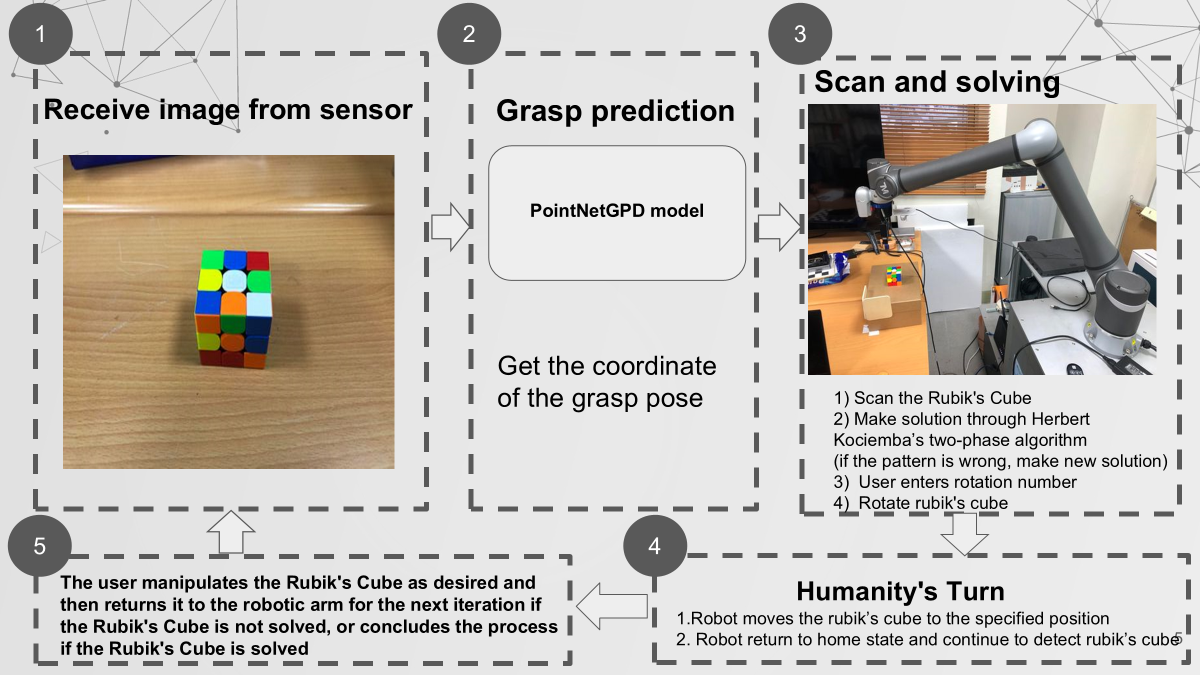 1
Receive image from sensor
2
Grasp prediction
PointNetGPD model
Get the coordinate
of the grasp pose
3
Scan and solving
1) Scan the Rubik's Cube
2) Make solution through Herbert
Kociemba’s two-phase algorithm
(if the pattern is wrong, make new solution)
3)  User enters rotation number
4)  Rotate rubik's cube
4
Humanity's Turn
1.Robot moves the rubik’s cube to the specified position
2. Robot return to home state and continue to detect rubik’s cube
5
5
The user manipulates the Rubik's Cube as desired and
then returns it to the robotic arm for the next iteration if
the Rubik's Cube is not solved, or concludes the process
if the Rubik's Cube is solved